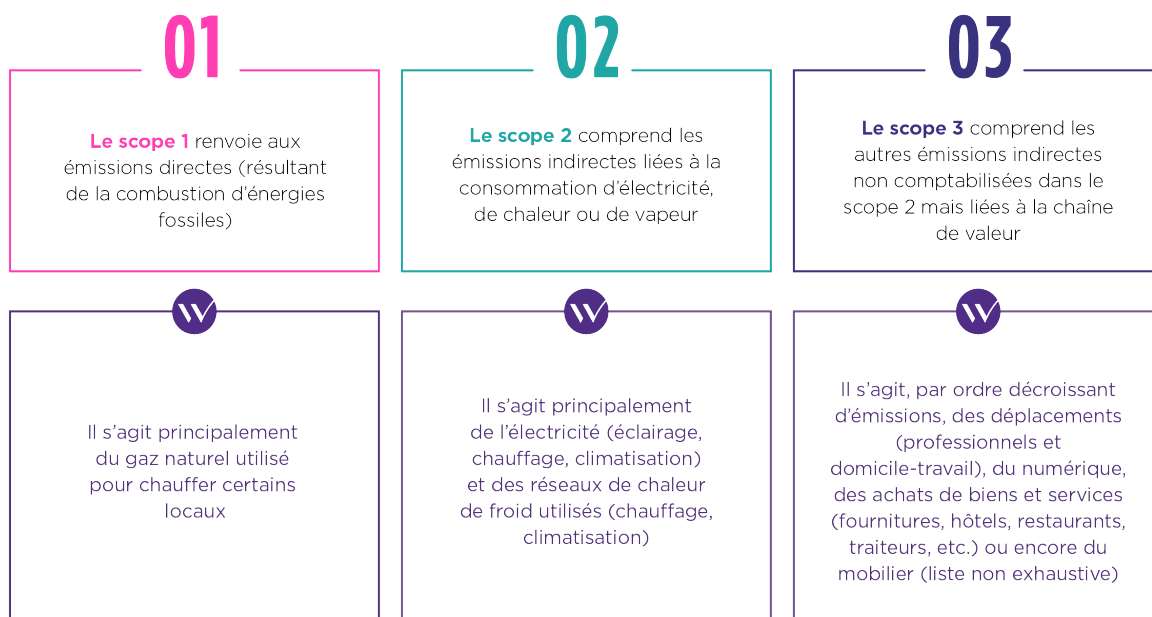 01
Le scope 1 renvoie aux
émissions directes (résultant
de la combustion d'énergies
fossiles)
Il s'agit principalement
du gaz naturel utilisé
pour chauffer certains
locaux
02
Le scope 2 comprend les
émissions indirectes liées à la
consommation d'électricité,
de chaleur ou de vapeur
Il s'agit principalement
de l'électricité (éclairage,
chauffage, climatisation)
et des réseaux de chaleur
de froid utilisés (chauffage,
climatisation)
03
Le scope 3 comprend les
autres émissions indirectes
non comptabilisées dans le
scope 2 mais liées à la chaîne
de valeur
Il s'agit, par ordre décroissant
d'émissions, des déplacements
(professionnels et
domicile-travail), du numérique,
des achats de biens et services
(fournitures, hôtels, restaurants,
traiteurs, etc.) ou encore du
mobilier (liste non exhaustive)